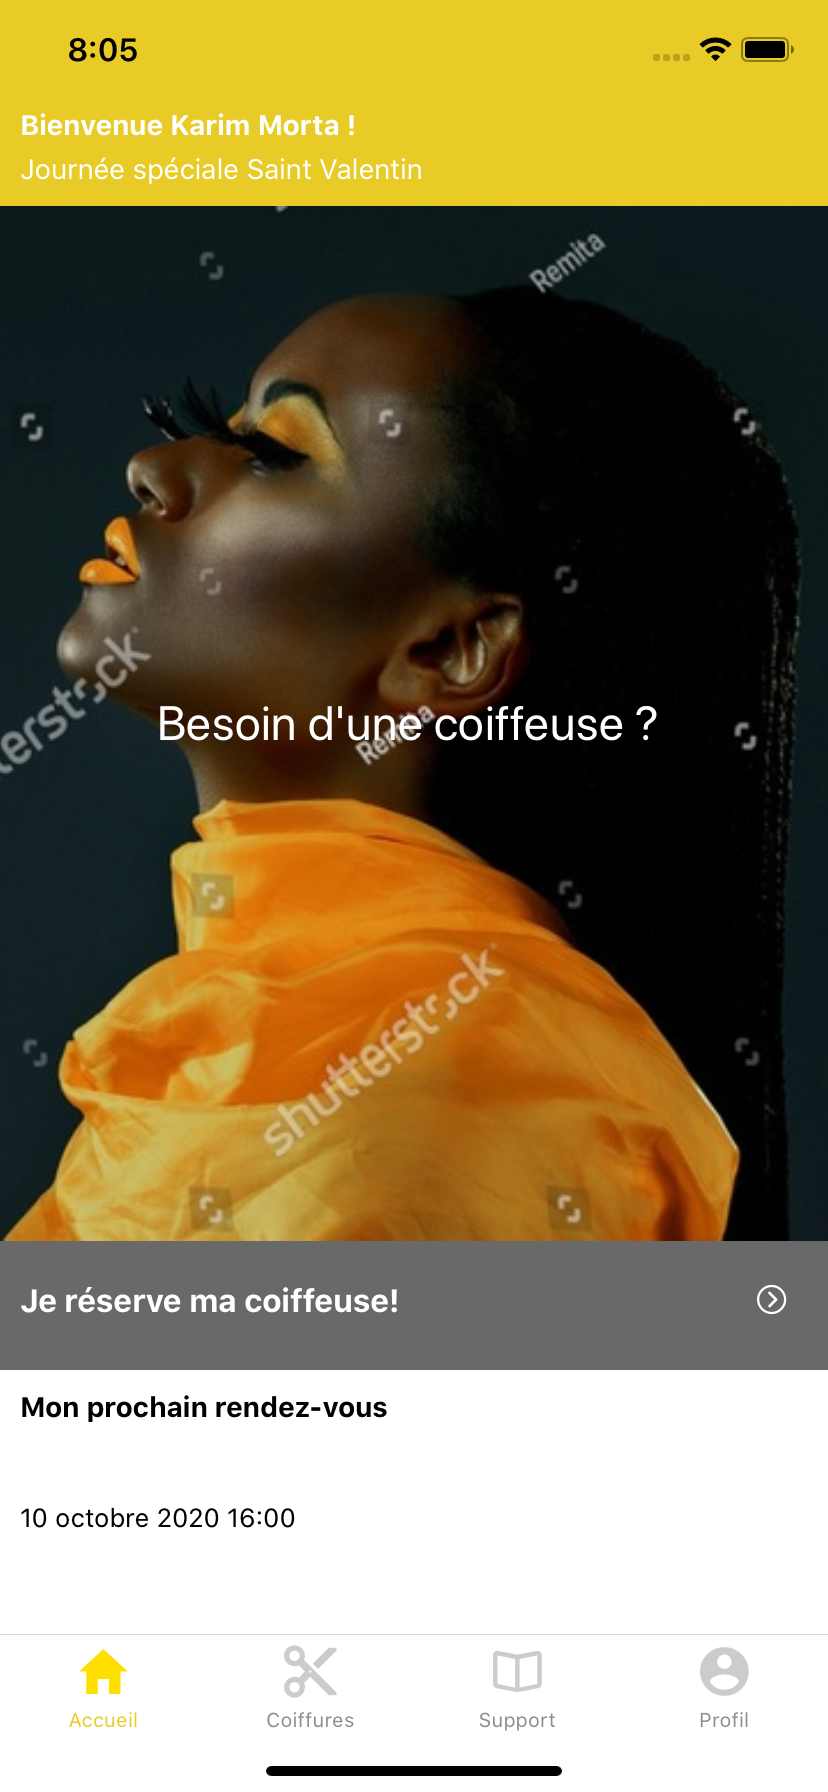 8:05
Bienvenue Karim Morta !
Journée spéciale Saint Valentin
Remita
terstock
Besoin d'une coiffeuse ?
Remita
shutterstock
Je réserve ma coiffeuse!
Mon prochain rendez-vous
10 octobre 2020 16:00
Accueil
Coiffures
Support
Profil